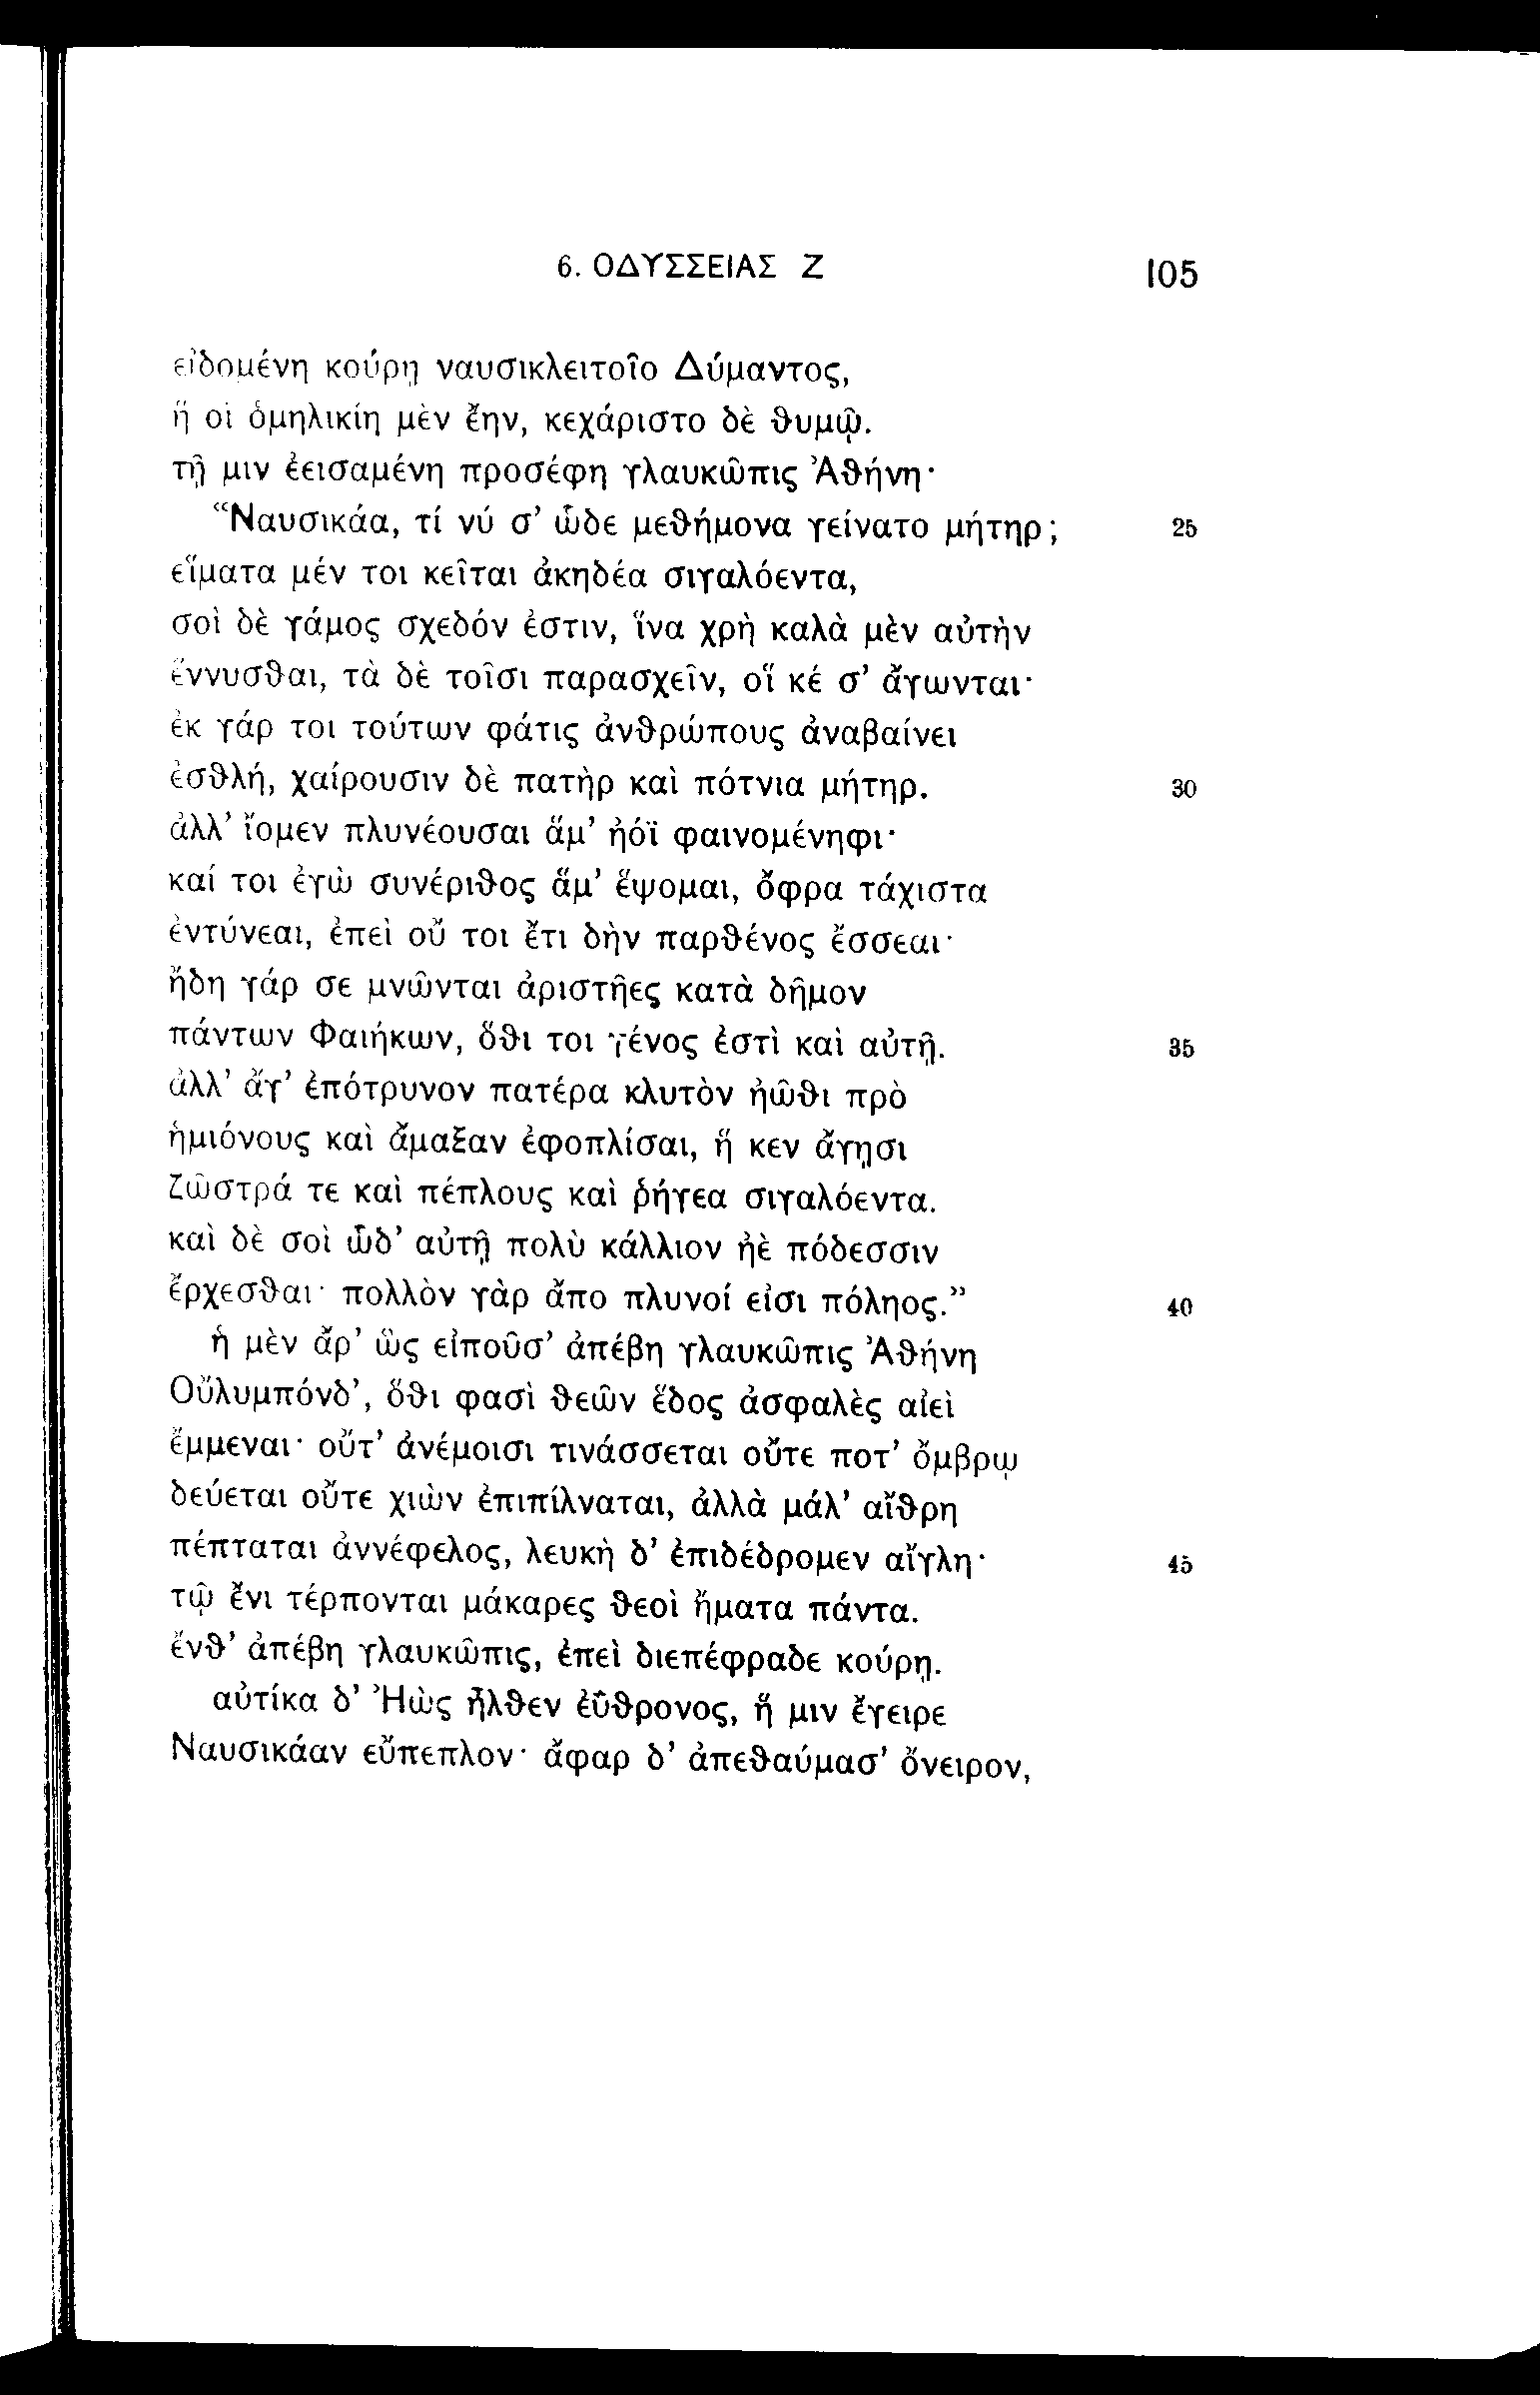 6. ΟΔΥΣΣΕΙΑΣ Ζ 105
εἰδομένη κούρῃ ναυσικλειτοῖο Δύμαντος,
ἥ οἱ ὁμηλικίη μὲν ἔην, κεχάριστο δὲ θυμῷ.
τῇ μιν ἐεισαμένη προσέφη γλαυκῶπις Ἀθήνη·
“Ναυσικάα, τί νύ σ’ ὧδε μεθήμονα γείνατο μήτηρ; 25
εἵματα μέν τοι κεῖται ἀκηδέα σιγαλόεντα,
σοὶ δὲ γάμος σχεδόν ἐστιν, ἵνα χρὴ καλὰ μὲν αὐτὴν
ἕννυσθαι, τὰ δὲ τοῖσι παρασχεῖν, οἵ κέ σ’ ἄγωνται·
ἐκ γάρ τοι τούτων φάτις ἀνθρώπους ἀναβαίνει
ἐσθλή, χαίρουσιν δὲ πατὴρ καὶ πότνια μήτηρ. 30
ἀλλ’ ἴομεν πλυνέουσαι ἅμ’ ἠόϊ φαινομένηφι·
καί τοι ἐγὼ συνέριθος ἅμ’ ἕψομαι, ὄφρα τάχιστα
ἐντύνεαι, ἐπεὶ οὔ τοι ἔτι δὴν παρθένος ἔσσεαι·
ἤδη γάρ σε μνῶνται ἀριστῆες κατὰ δῆμον
πάντων Φαιήκων, ὅθι τοι γένος ἐστὶ καὶ αὐτῇ. 35
ἀλλ’ ἄγ’ ἐπότρυνον πατέρα κλυτὸν ἠῶθι πρὸ
ἡμιόνους καὶ ἄμαξαν ἐφοπλίσαι, ἥ κεν ἄγῃσι
ζῶστρά τε καὶ πέπλους καὶ ῥήγεα σιγαλόεντα.
καὶ δὲ σοὶ ὧδ’ αὐτῇ πολὺ κάλλιον ἠὲ πόδεσσιν
ἔρχεσθαι· πολλὸν γὰρ ἄπο πλυνοί εἰσι πόληος.” 40
ἡ μὲν ἄρ’ ὣς εἰποῦσ’ ἀπέβη γλαυκῶπις Ἀθήνη
Οὔλυμπόνδ’, ὅθι φασὶ θεῶν ἕδος ἀσφαλὲς αἰεὶ
ἔμμεναι· οὔτ’ ἀνέμοισι τινάσσεται οὔτε ποτ’ ὄμβρῳ
δεύεται οὔτε χιὼν ἐπιπίλναται, ἀλλὰ μάλ’ αἴθρη
πέπταται ἀννέφελος, λευκὴ δ’ ἐπιδέδρομεν αἴγλη· 45
τῷ ἔνι τέρπονται μάκαρες θεοὶ ἤματα πάντα.
ἔνθ’ ἀπέβη γλαυκῶπις, ἐπεὶ διεπέφραδε κούρῃ.
αὐτίκα δ’ Ἠὼς ἦλθεν ἐΰθρονος, ἥ μιν ἔγειρε
Ναυσικάαν εὔπεπλον· ἄφαρ δ’ ἀπεθαύμασ’ ὄνειρον,